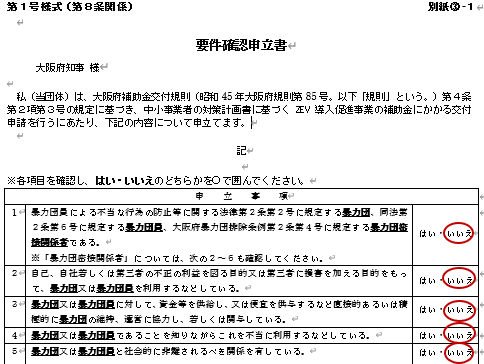 第１号様式（第８条関係） 別紙③-1
要件確認申立書
大阪府知事 様
私（当団体）は、大阪府補助金交付規則（昭和 45 年大阪府規則第 85 号。以下「規則」という。）第４条
第２項第３号の規定に基づき、中小事業者の対策計画書に基づく ZEV 導入促進事業の補助金にかかる交付
申請を行うにあたり、下記の内容について申立てます。
記
※各項目を確認し、はい・いいえのどちらかを○で囲んでください。
申 立 事 項
1 暴力団員による不当な行為の防止等に関する法律第２条第２号に規定する暴力団、同法第
２条第６号に規定する暴力団員、大阪府暴力団排除条例第２条第４号に規定する暴力団密
接関係者である。
※「暴力団密接関係者」については、次の２～６も確認してください。
はい・いいえ
2 自己、自社若しくは第三者の不正の利益を図る目的又は第三者に損害を加える目的をもっ
て、暴力団又は暴力団員を利用するなどしている。
はい・いいえ
3 暴力団又は暴力団員に対して、資金等を供給し、又は便宜を供与するなど直接的あるいは積
極的に暴力団の維持、運営に協力し、若しくは関与している。
はい・いいえ
4 暴力団又は暴力団員であることを知りながらこれを不当に利用するなどしている。 はい・いいえ
5 暴力団又は暴力団員と社会的に非難されるべき関係を有している。 はい・いいえ